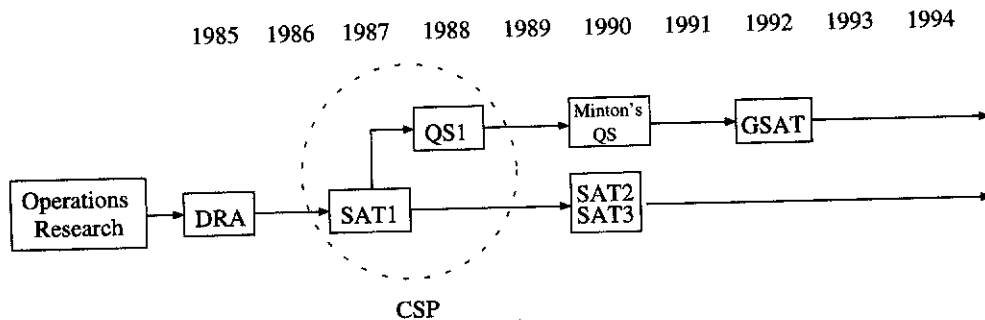 1985 1986 1987 1988 1989 1990 1991 1992 1993 1994
QS1
Minton's
QS
GSAT
Operations
Research
DRA
SAT1
SAT2
SAT3
CSP